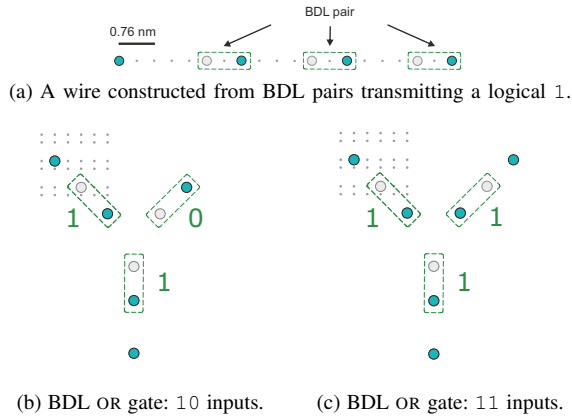 BDL pair
0.76 nm
(a) A wire constructed from BDL pairs transmitting a logical 1.
1 0
1
1 1
1
(b) BDL OR gate: 10 inputs.
(c) BDL OR gate: 11 inputs.